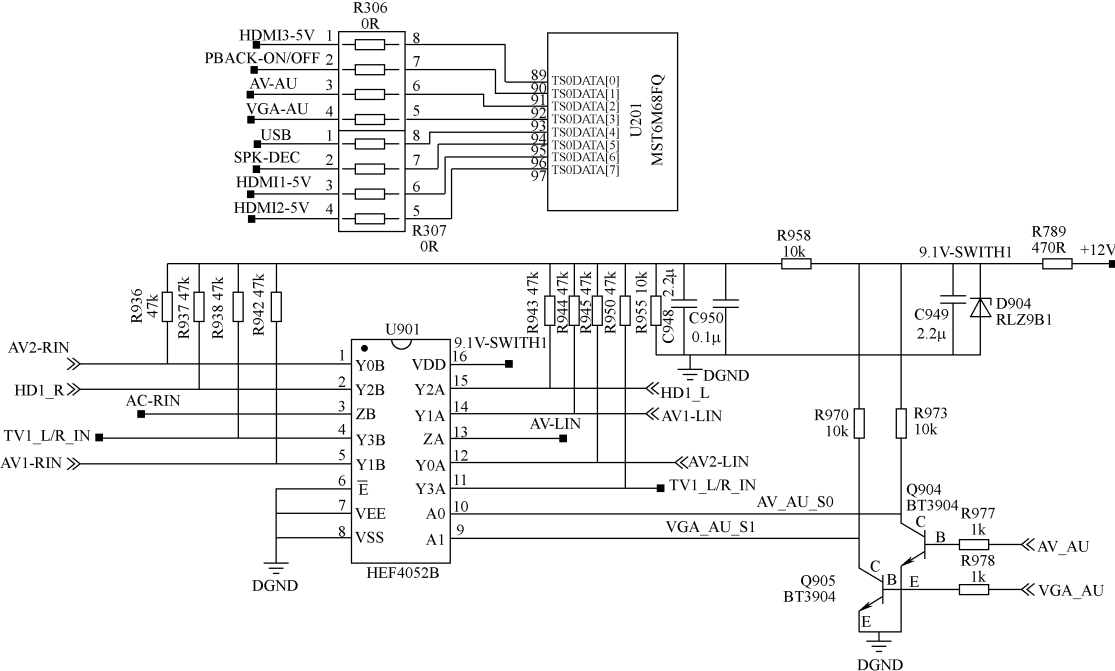 R306
0R
HDMI3-5V 1 8
PBACK-ON/OFF 2 7
AV-AU 3 6
VGA-AU 4 5
USB 1 8
SPK-DEC 2 7
HDMI1-5V 3 6
HDMI2-5V 4 5
R307
0R
89 TS0DATA[0]
90 TS0DATA[1]
91 TS0DATA[2]
92 TS0DATA[3]
93 TS0DATA[4]
94 TS0DATA[5]
95 TS0DATA[6]
96 TS0DATA[7]
97
U201
MST6M68FQ
R958
10k
9.1V-SWITH1
R789
470R
+12V
R936
47k
R937 47k
R938 47k
R942 47k
R943 47k
R944 47k
R945 47k
R950 47k
R955 10k
C948 2.2μ
C950
0.1μ
C949
2.2μ
D904
RLZ9B1
DGND
U901
9.1V-SWITH1
AV2-RIN 1 Y0B VDD 16
HD1_R 2 Y2B Y2A 15 HD1_L
AC-RIN 3 ZB Y1A 14 AV1-LIN
TV1_L/R_IN 4 Y3B ZA 13 AV-LIN
AV1-RIN 5 Y1B Y0A 12 AV2-LIN
6 E Y3A 11 TV1_L/R_IN
7 VEE A0 10 AV_AU_S0
8 VSS A1 9 VGA_AU_S1
HEF4052B
DGND
R970
10k
R973
10k
Q904
BT3904
C
B
E
R977
1k
AV_AU
R978
1k
VGA_AU
Q905
BT3904
C
B
E
DGND